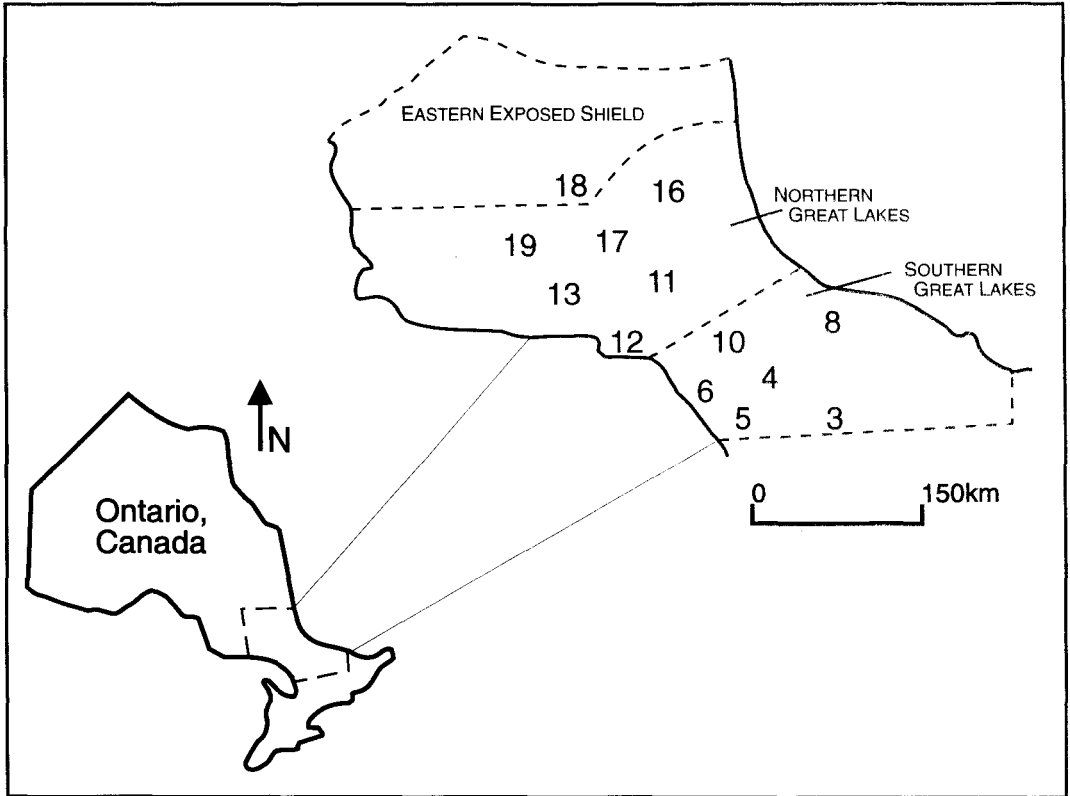 EASTERN EXPOSED SHIELD
18
16
NORTHERN
GREAT LAKES
19
17
SOUTHERN
GREAT LAKES
13
11
8
12
10
6
4
5
3
N
0
150km
Ontario,
Canada